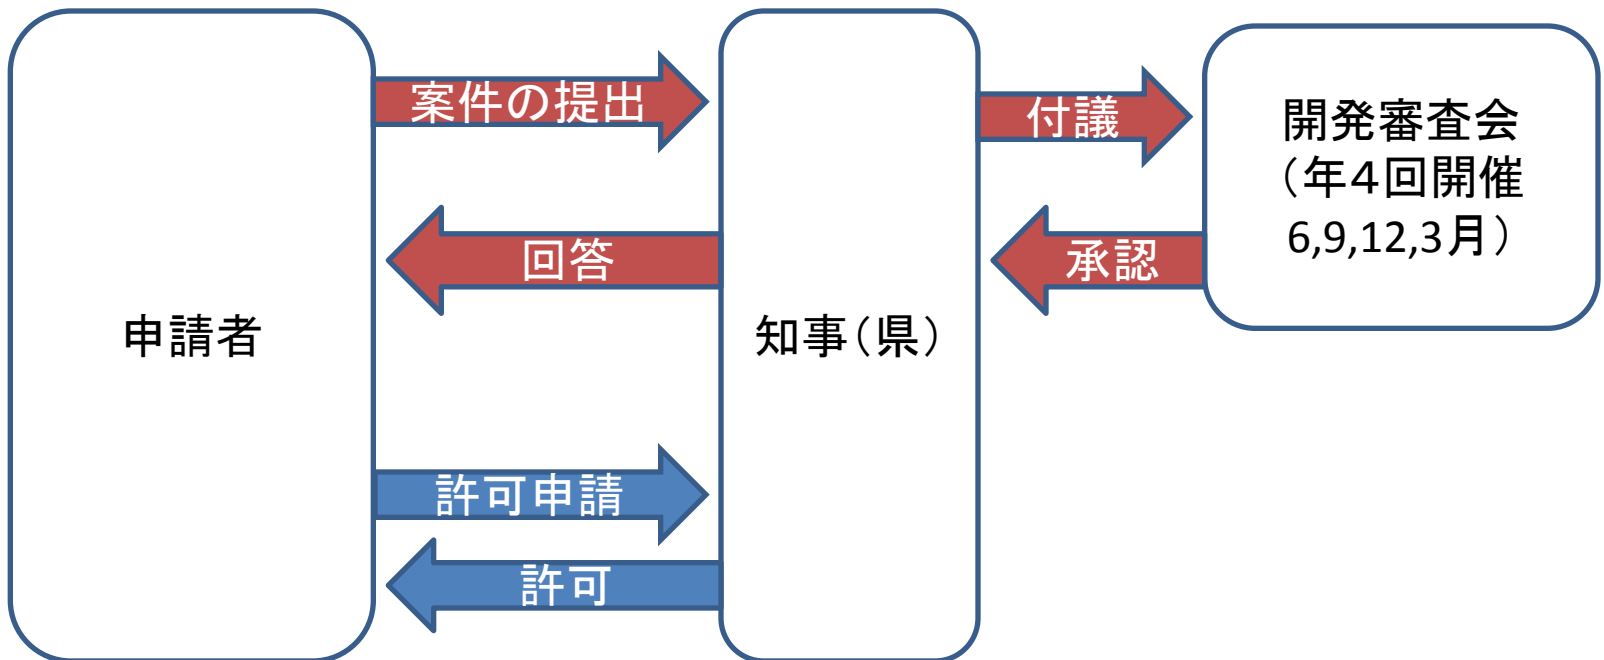 申請者
案件の提出
回答
許可申請
許可
知事（県）
付議
承認
開発審査会
（年４回開催
6,9,12,3月）